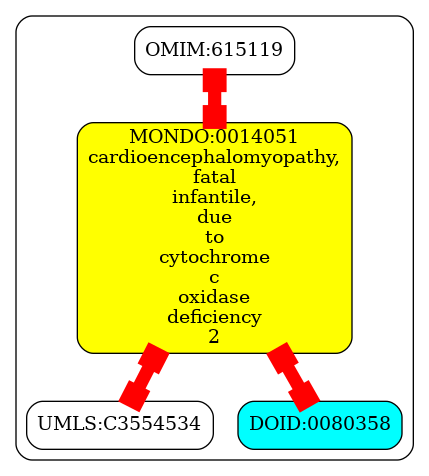 OMIM:615119
MONDO:0014051
cardioencephalomyopathy,
fatal
infantile,
due
to
cytochrome
c
oxidase
deficiency
2
UMLS:C3554534
DOID:0080358